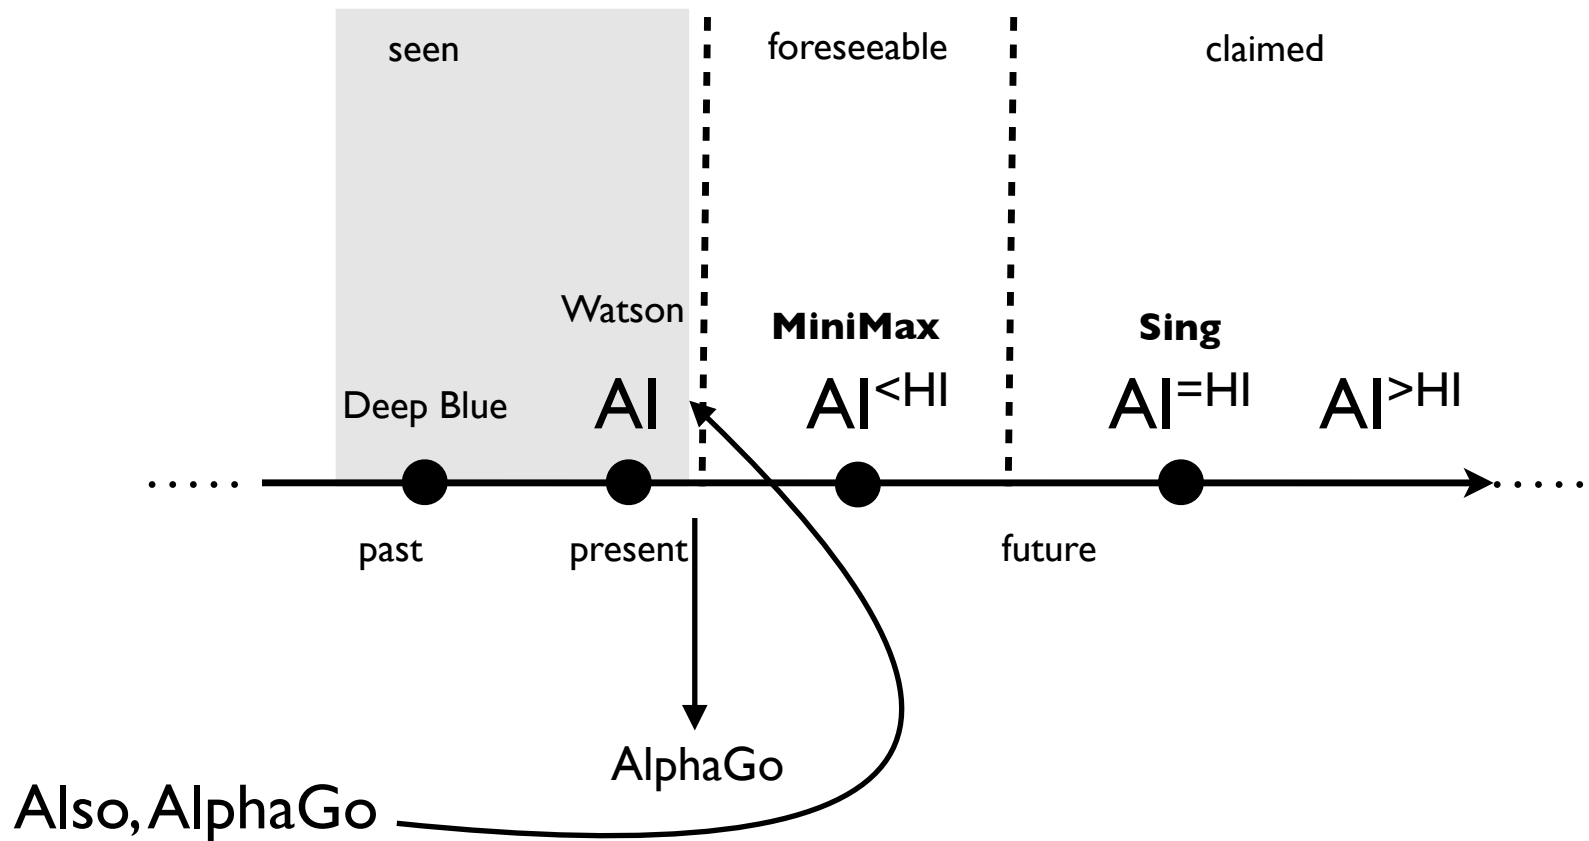 seen
foreseeable
claimed
Watson
MiniMax
Sing
Deep Blue
AI
AI<HI
AI=HI
AI>HI
past
present
future
AlphaGo
Also, AlphaGo